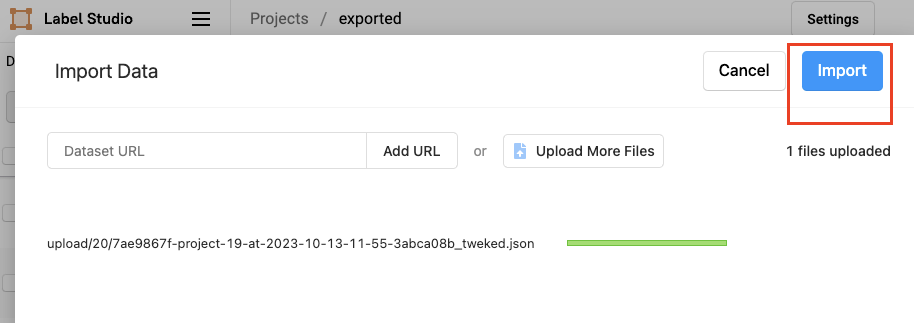 Label Studio
Projects / exported
Settings
D
Import Data
Cancel
Import
Dataset URL
Add URL
or
Upload More Files
1 files uploaded
upload/20/7ae9867f-project-19-at-2023-10-13-11-55-3abca08b_tweked.json